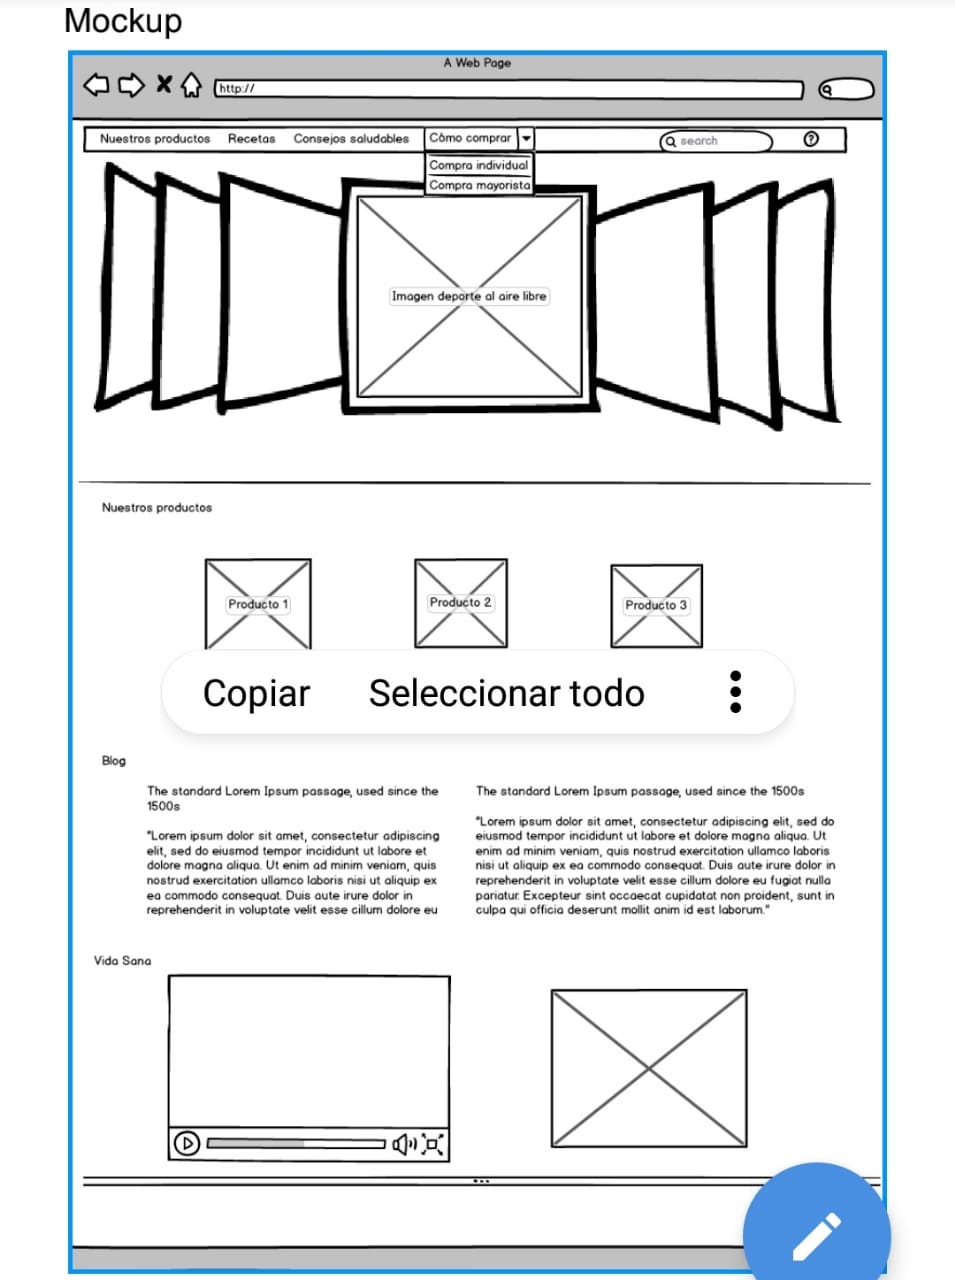 Mockup
A Web Page
http://
Nuestros productos Recetas Consejos saludables Cómo comprar search ?
Compra individual
Compra mayorista
Imagen deporte al aire libre
Nuestros productos
Producto 1 Producto 2 Producto 3
Copiar Seleccionar todo
Blog
The standard Lorem Ipsum passage, used since the
1500s
"Lorem ipsum dolor sit amet, consectetur adipiscing
elit, sed do eiusmod tempor incididunt ut labore et
dolore magna aliqua. Ut enim ad minim veniam, quis
nostrud exercitation ullamco laboris nisi ut aliquip ex
ea commodo consequat. Duis aute irure dolor in
reprehenderit in voluptate velit esse cillum dolore eu
The standard Lorem Ipsum passage, used since the 1500s
"Lorem ipsum dolor sit amet, consectetur adipiscing elit, sed do
eiusmod tempor incididunt ut labore et dolore magna aliqua. Ut
enim ad minim veniam, quis nostrud exercitation ullamco laboris
nisi ut aliquip ex ea commodo consequat. Duis aute irure dolor in
reprehenderit in voluptate velit esse cillum dolore eu fugiat nulla
pariatur. Excepteur sint occaecat cupidatat non proident, sunt in
culpa qui officia deserunt mollit anim id est laborum."
Vida Sana